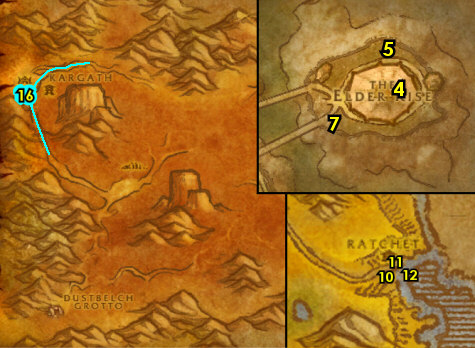 KARGATH
16
DUSTBELCH
GROTTO
5
THE
ELDER RISE
4
7
RATCHET
11
10
12